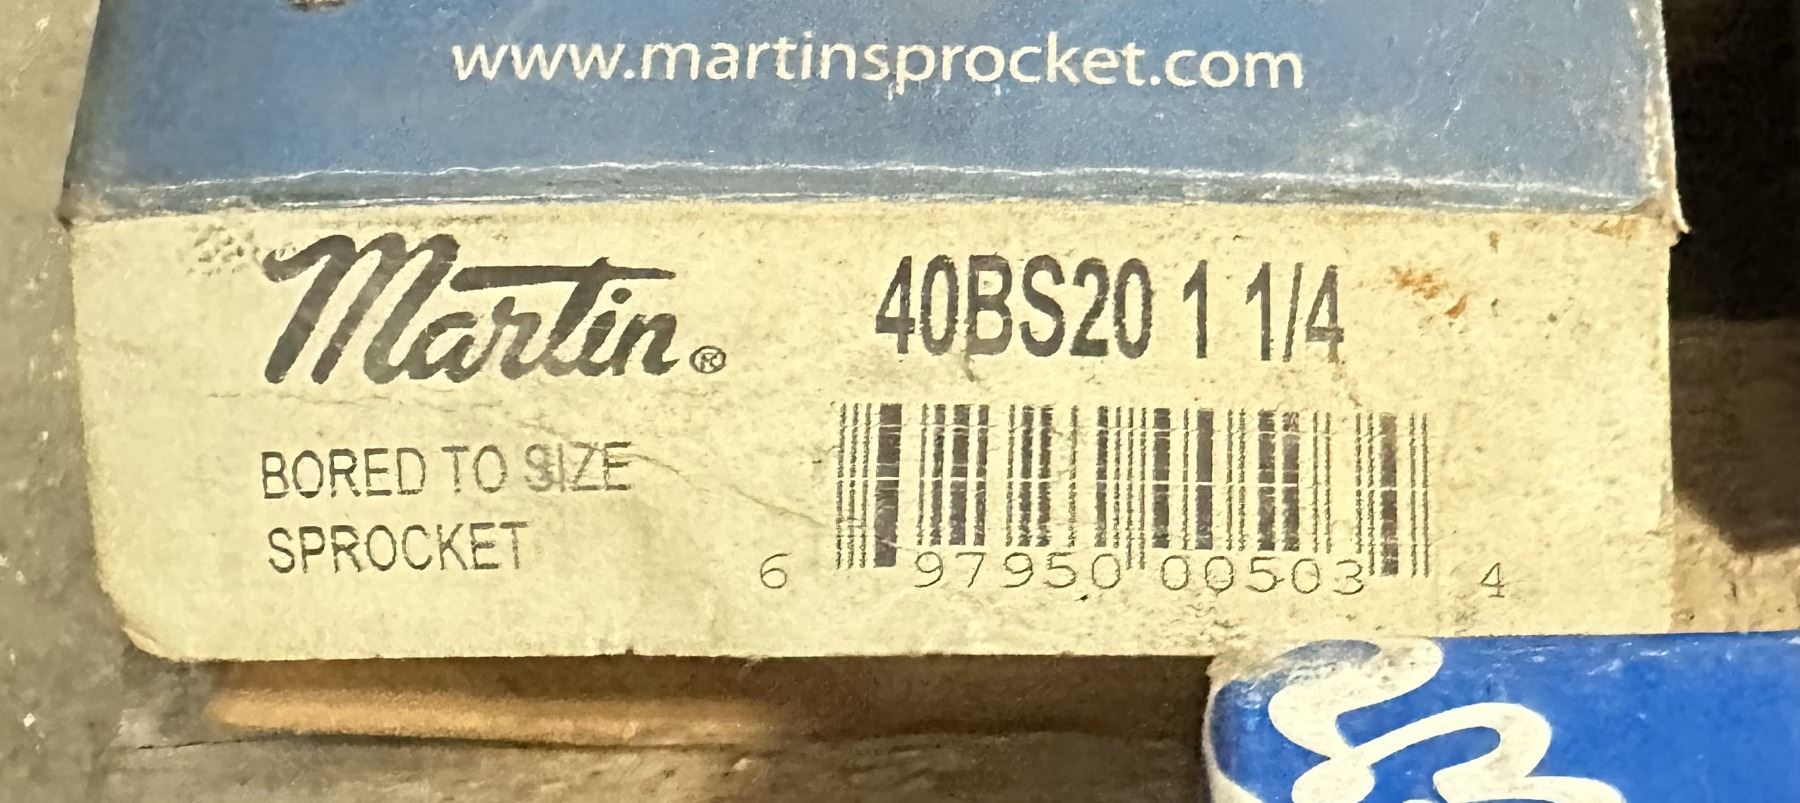 www.martinsprocket.com
Martin® 40BS20 1 1/4
BORED TO SIZE
SPROCKET
6 97950 00503 4